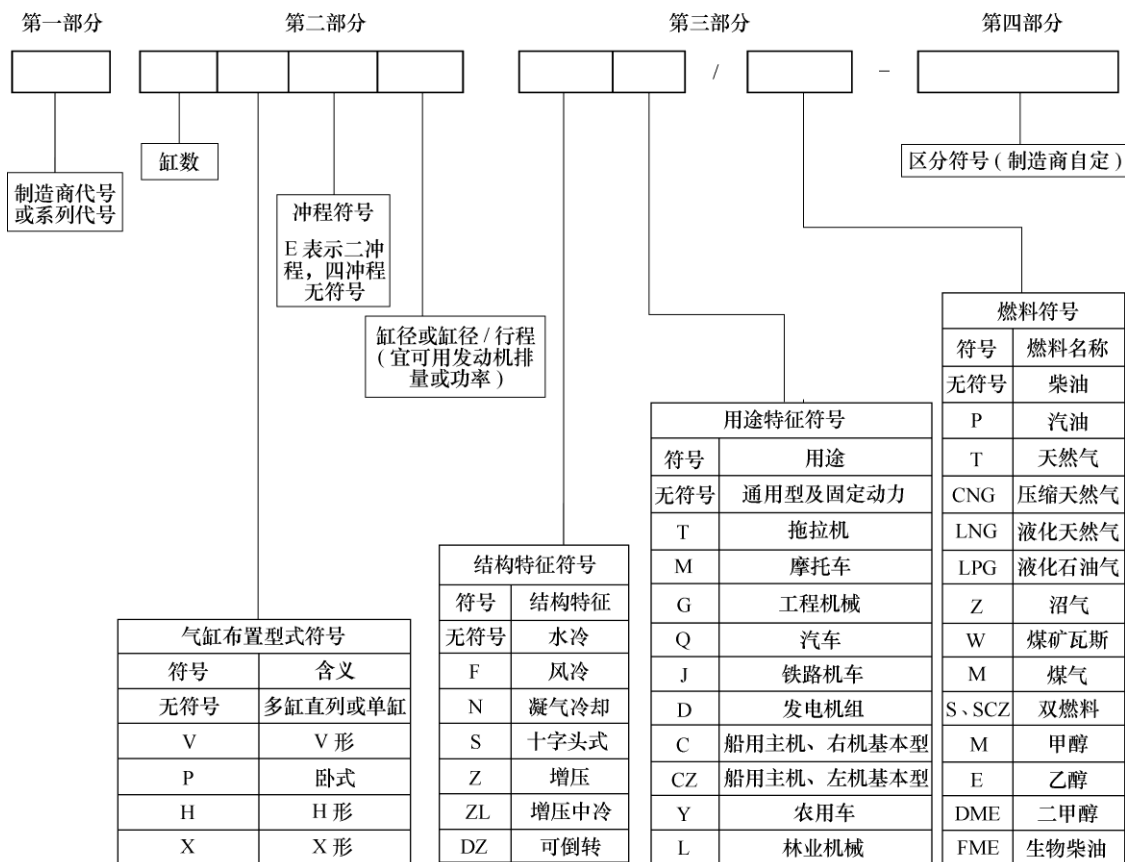 第一部分
第二部分
第三部分
第四部分
/
–
缸数
区分符号(制造商自定)
制造商代号
或系列代号
冲程符号
E 表示二冲
程，四冲程
无符号
缸径或缸径 / 行程
(宜可用发动机排
量或功率)
气缸布置型式符号
符号 含义
无符号 多缸直列或单缸
V V 形
P 卧式
H H 形
X X 形
结构特征符号
符号 结构特征
无符号 水冷
F 风冷
N 凝气冷却
S 十字头式
Z 增压
ZL 增压中冷
DZ 可倒转
用途特征符号
符号 用途
无符号 通用型及固定动力
T 拖拉机
M 摩托车
G 工程机械
Q 汽车
J 铁路机车
D 发电机组
C 船用主机、右机基本型
CZ 船用主机、左机基本型
Y 农用车
L 林业机械
燃料符号
符号 燃料名称
无符号 柴油
P 汽油
T 天然气
CNG 压缩天然气
LNG 液化天然气
LPG 液化石油气
Z 沼气
W 煤矿瓦斯
M 煤气
S、SCZ 双燃料
M 甲醇
E 乙醇
DME 二甲醇
FME 生物柴油